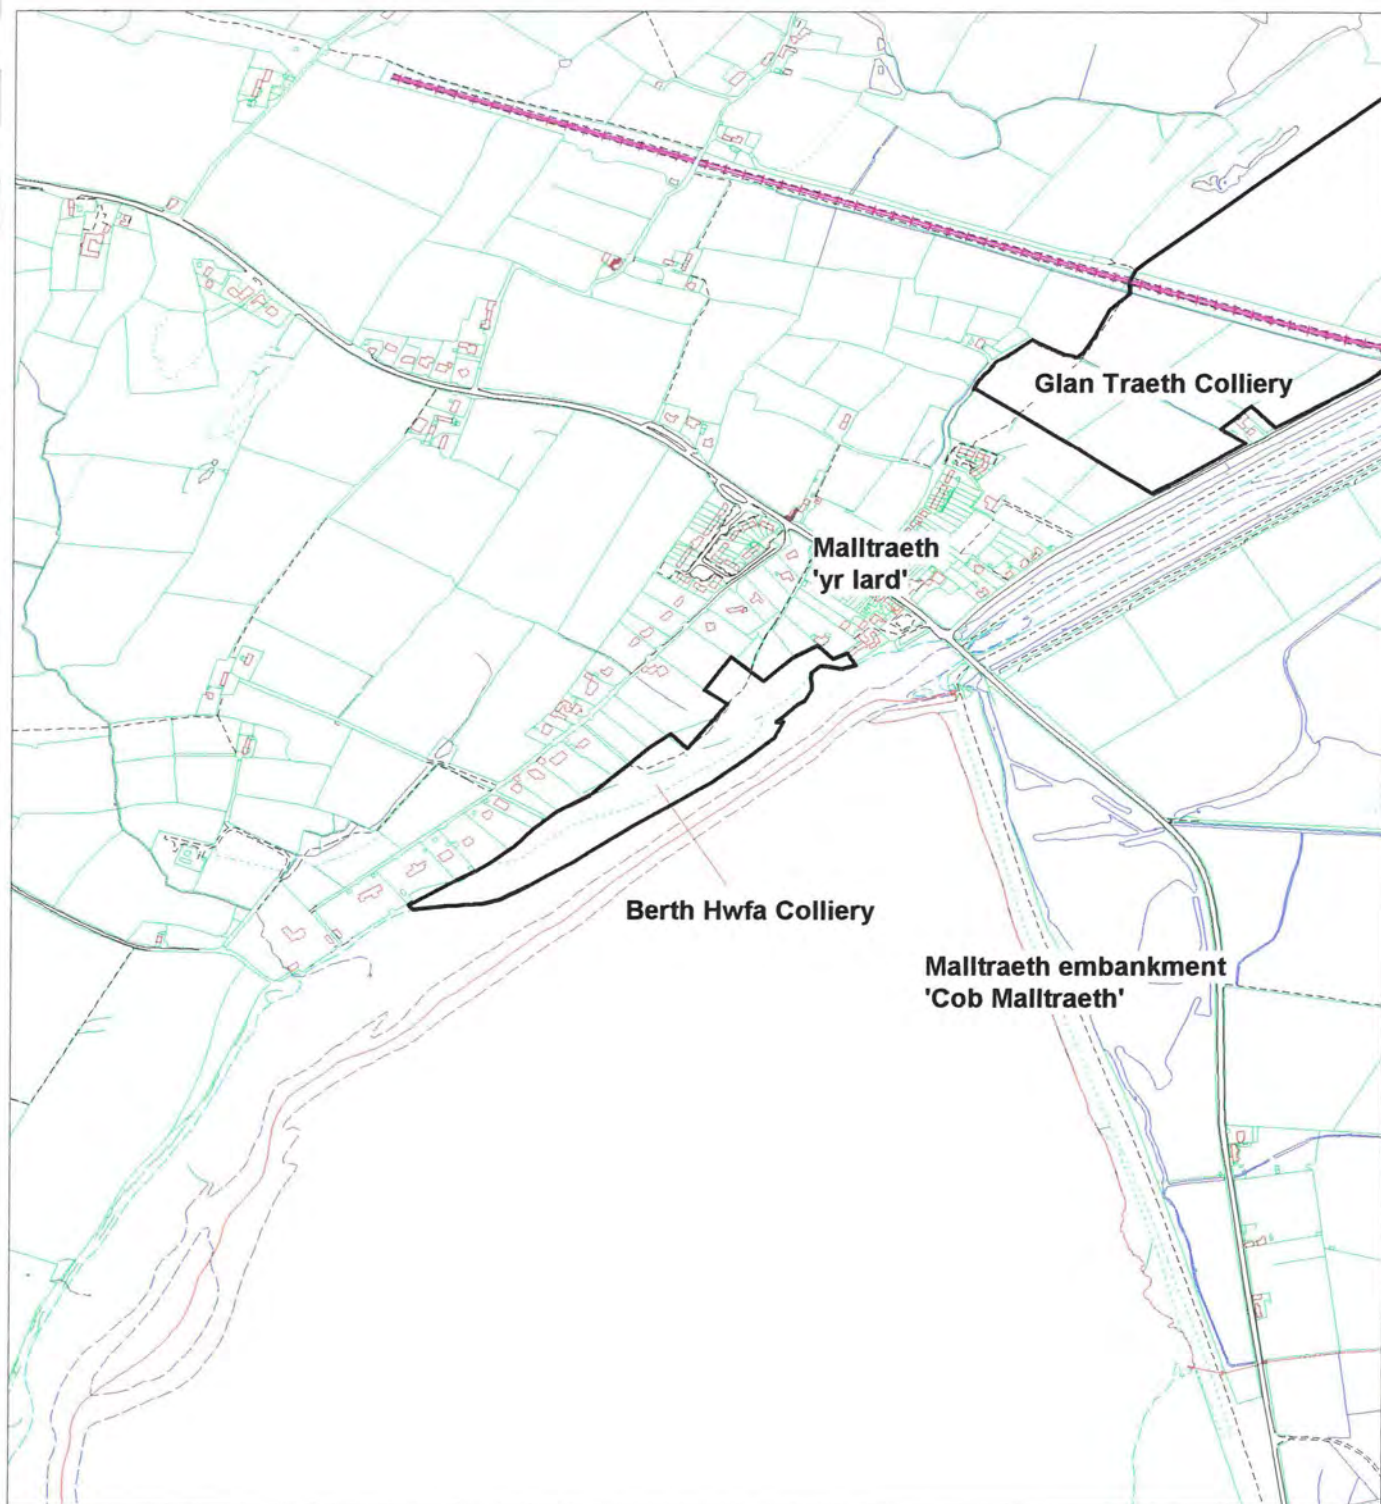 Glan Traeth Colliery
Malltraeth
'yr Iard'
Berth Hwfa Colliery
Malltraeth embankment
'Cob Malltraeth'